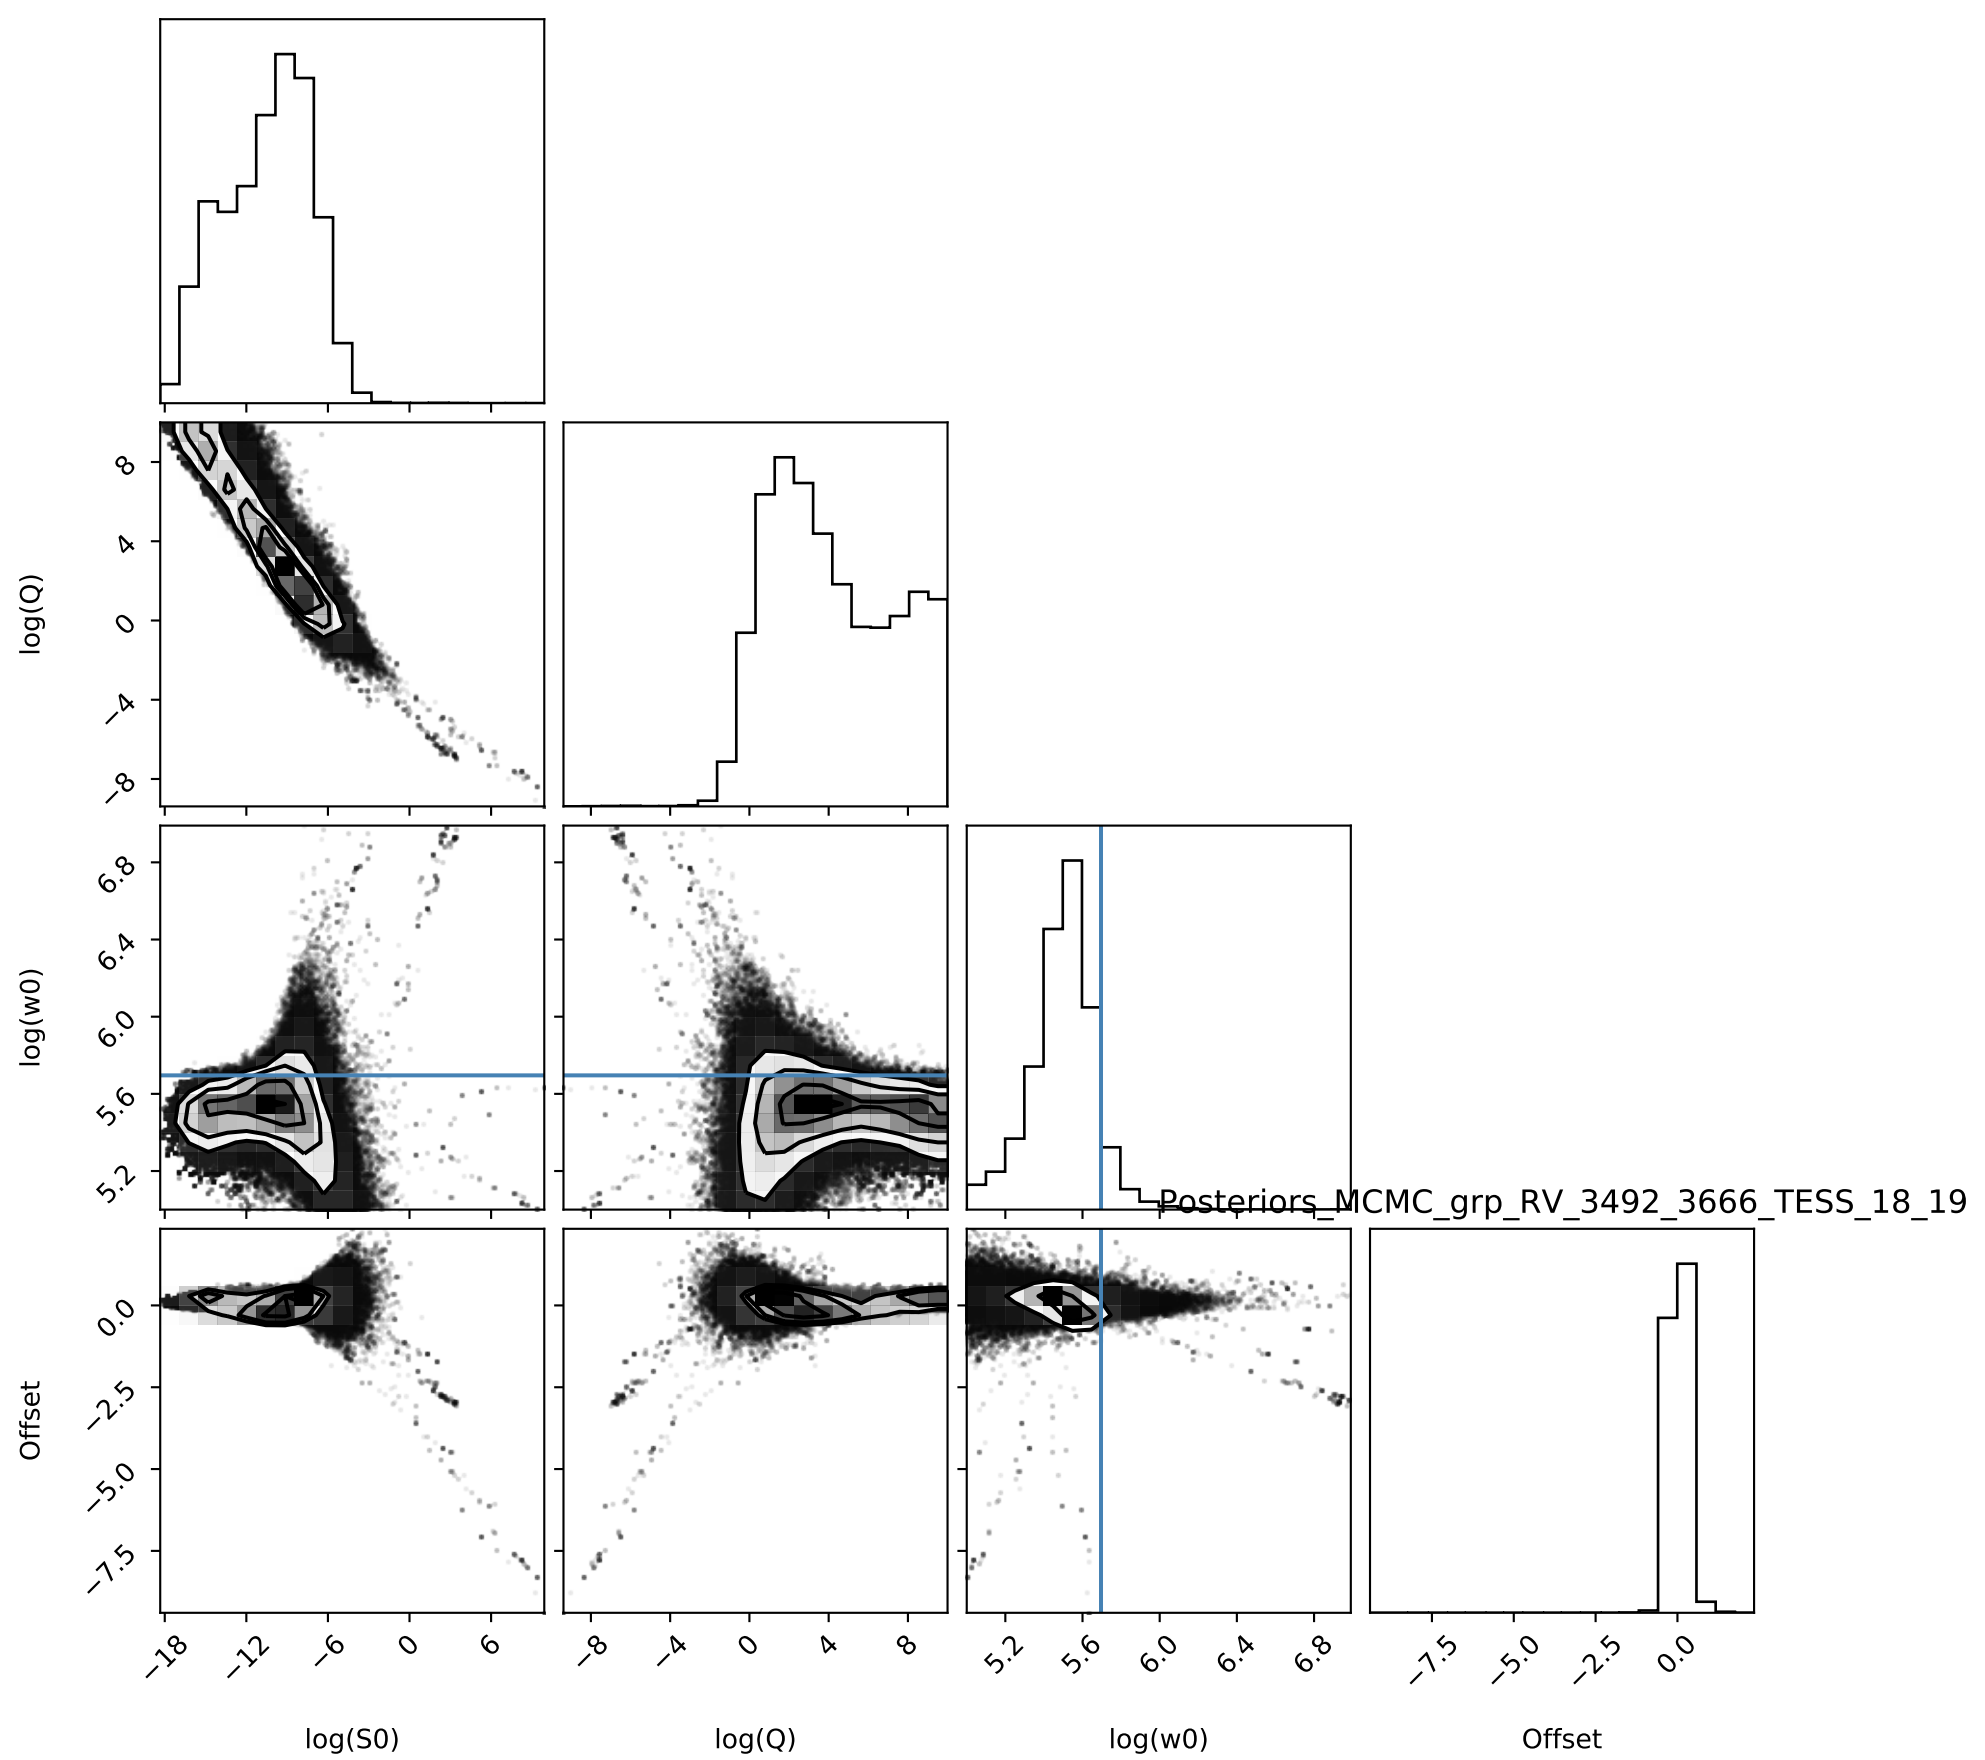 log(Q)
8
4
0
−4
−8
log(w0)
6.8
6.4
6.0
5.6
5.2
Posteriors_MCMC_grp_RV_3492_3666_TESS_18_19
Offset
0.0
−2.5
−5.0
−7.5
−18 −12 −6 0 6 −8 −4 0 4 8 5.2 5.6 6.0 6.4 6.8 −7.5 −5.0 −2.5 0.0
log(S0) log(Q) log(w0) Offset